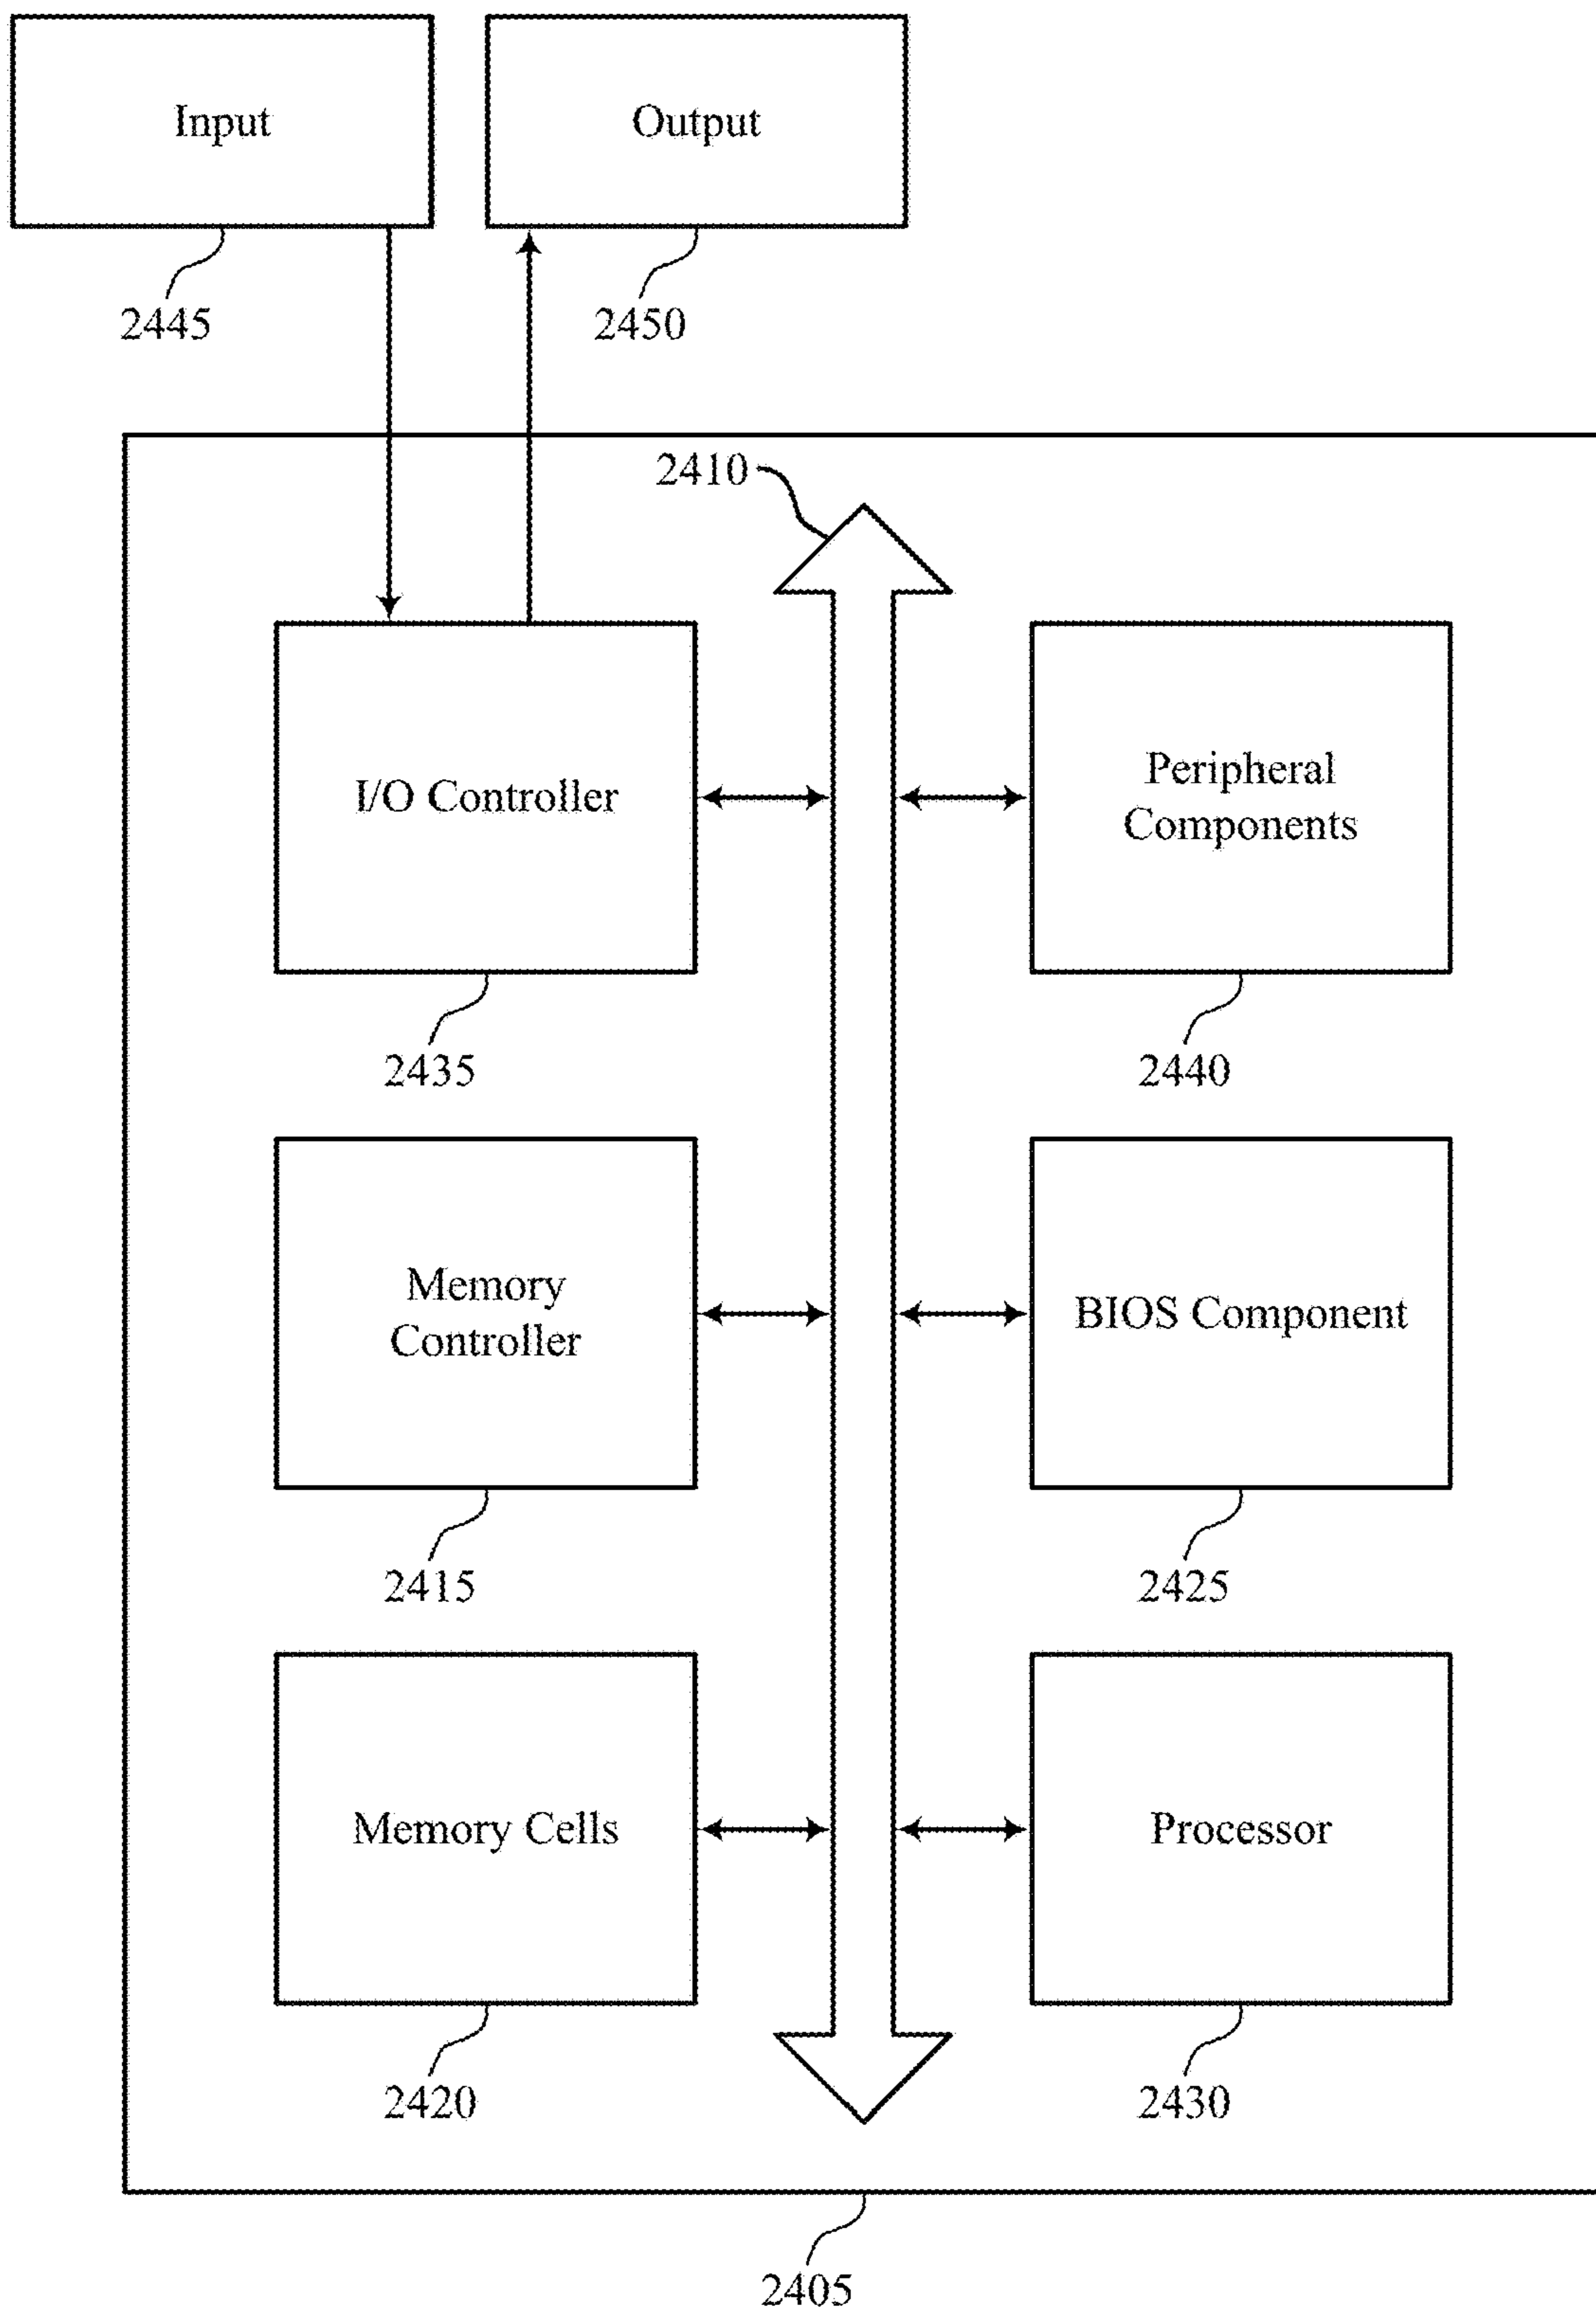 Input
Output
2445
2450
2410
I/O Controller
Peripheral
Components
2435
2440
Memory
Controller
BIOS Component
2415
2425
Memory Cells
Processor
2420
2430
2405